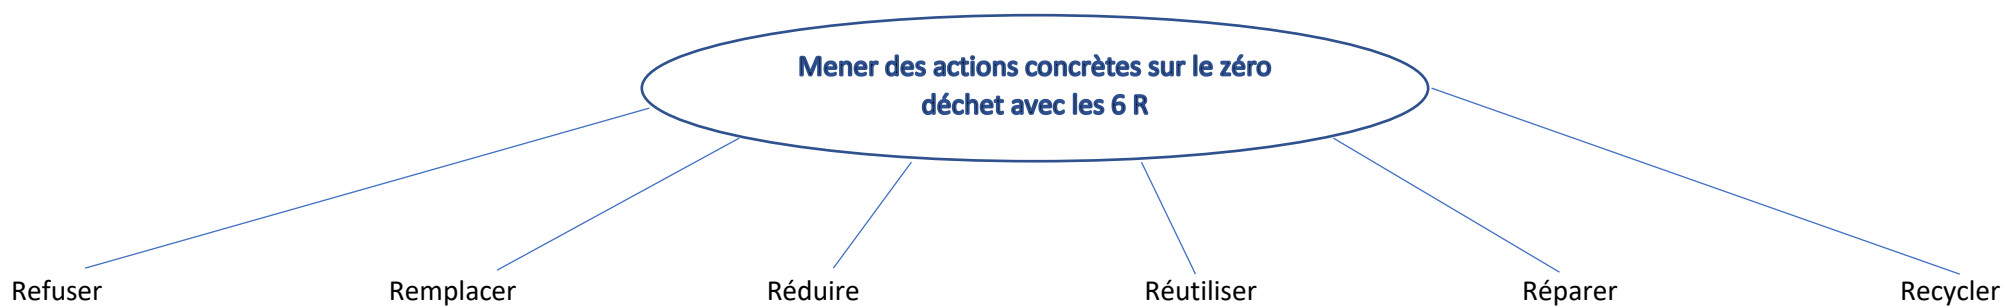 Mener des actions concrètes sur le zéro
déchet avec les 6 R
Refuser Remplacer Réduire Réutiliser Réparer Recycler